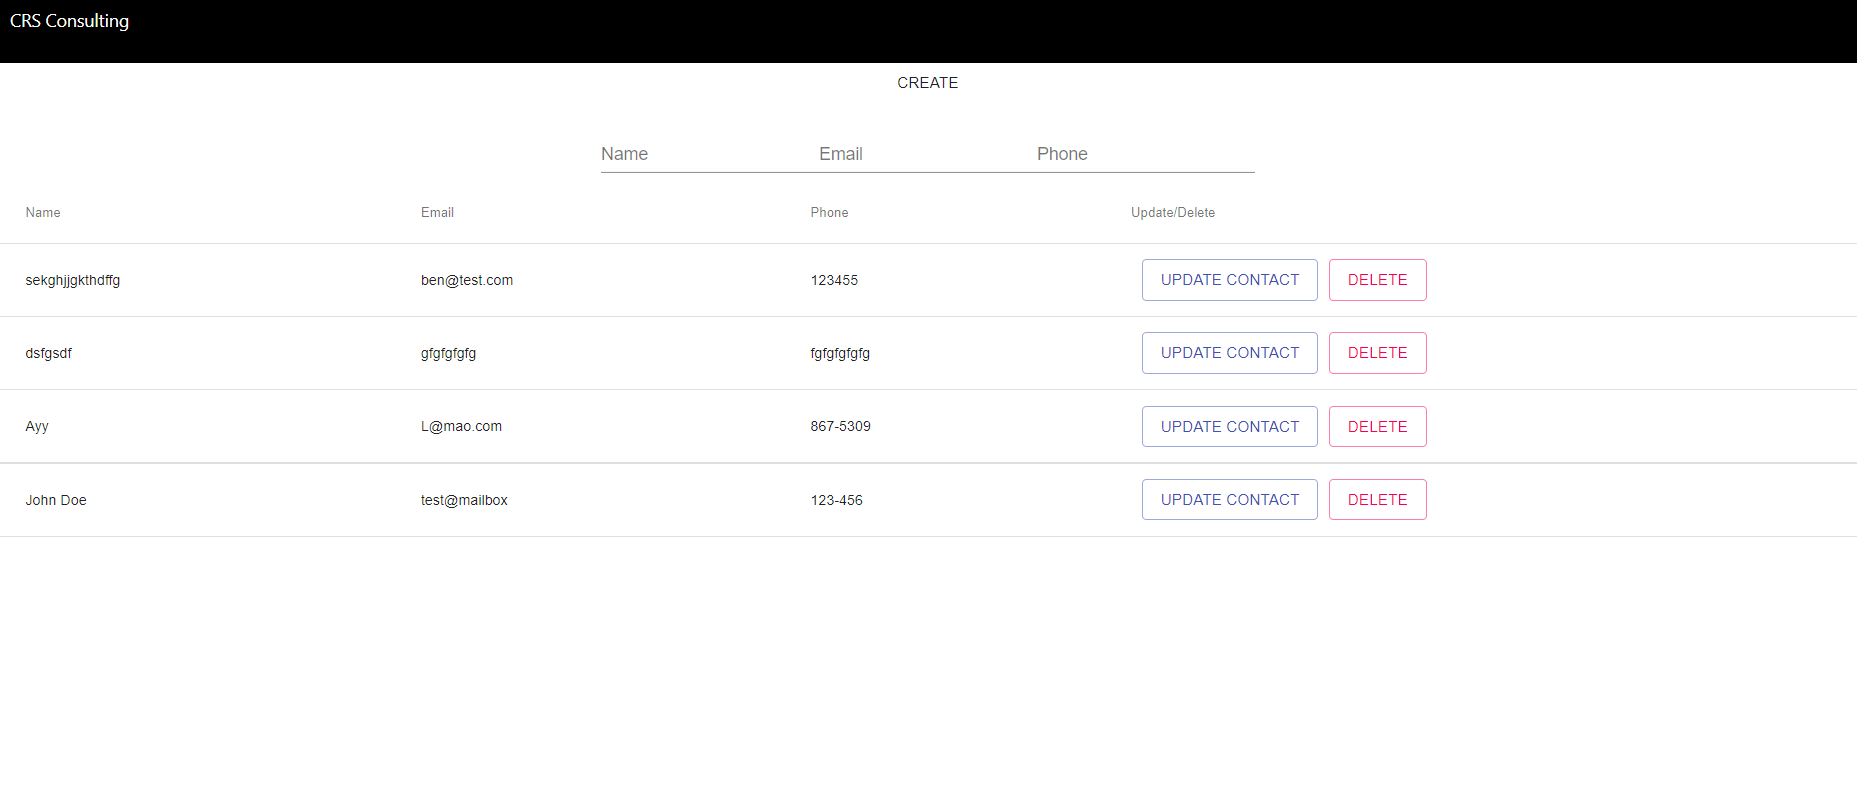 CRS Consulting
CREATE
Name Email Phone
Name Email Phone Update/Delete
sekghjjgkthdffg ben@test.com 123455 UPDATE CONTACT DELETE
dsfgsdf gfgfgfgfg fgfgfgfgfg UPDATE CONTACT DELETE
Ayy L@mao.com 867-5309 UPDATE CONTACT DELETE
John Doe test@mailbox 123-456 UPDATE CONTACT DELETE